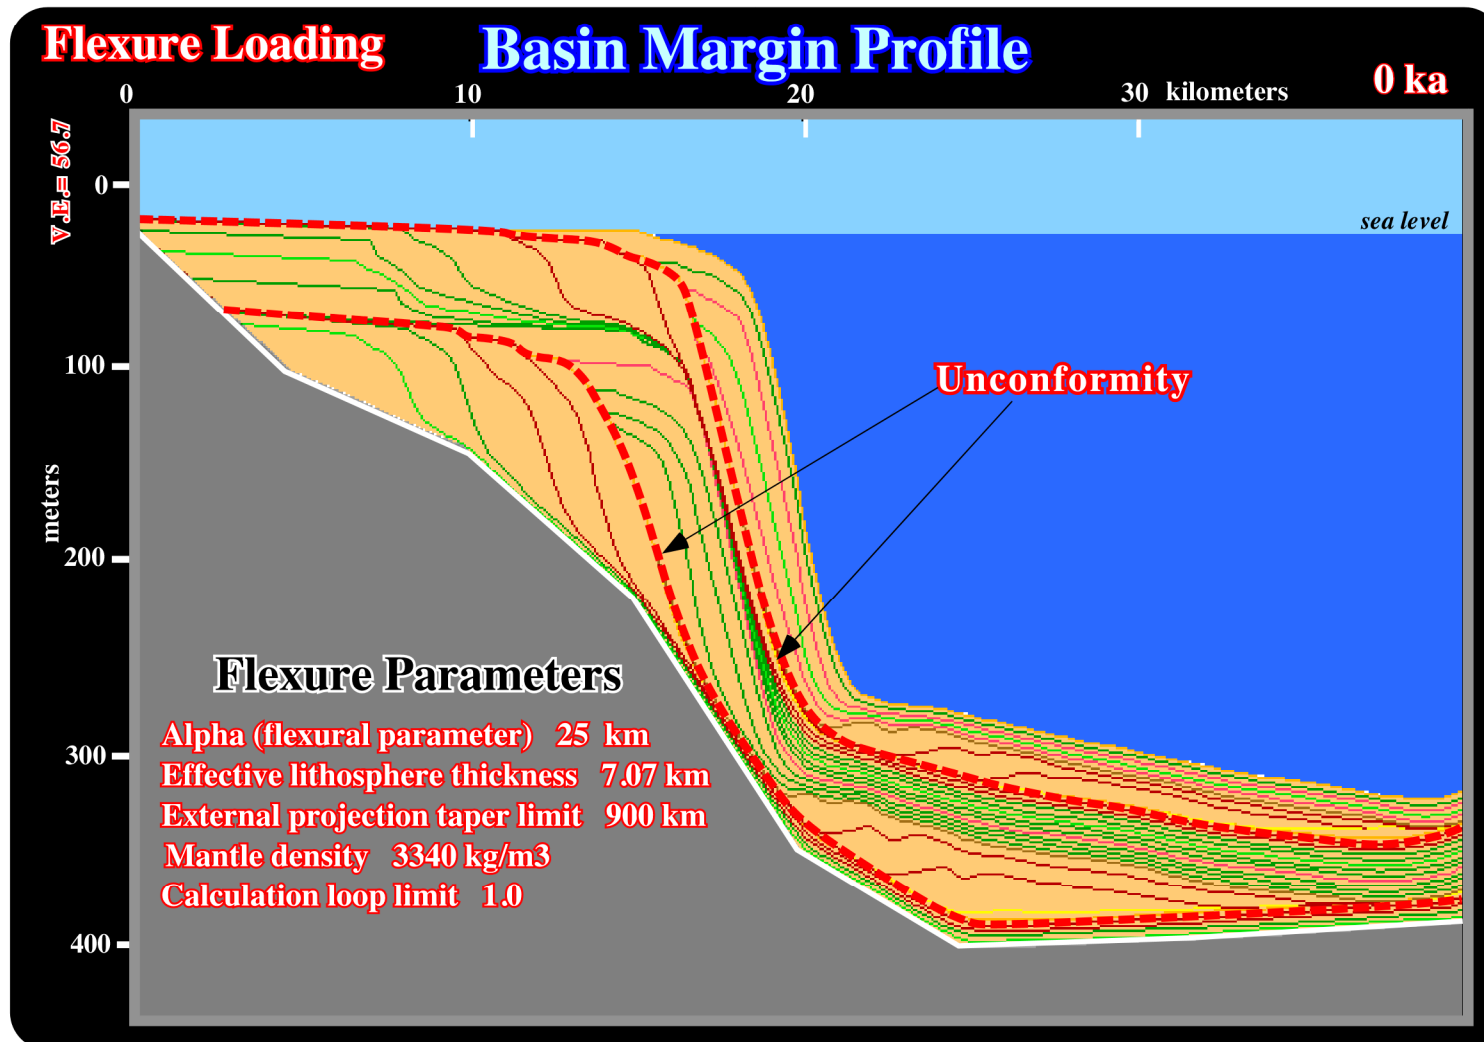 Flexure Loading
Basin Margin Profile
0 10 20 30 kilometers
0 ka
V.E.= 56.7
0
sea level
100
Unconformity
meters
200
Flexure Parameters
300
Alpha (flexural parameter) 25 km
Effective lithosphere thickness 7.07 km
External projection taper limit 900 km
Mantle density 3340 kg/m3
Calculation loop limit 1.0
400